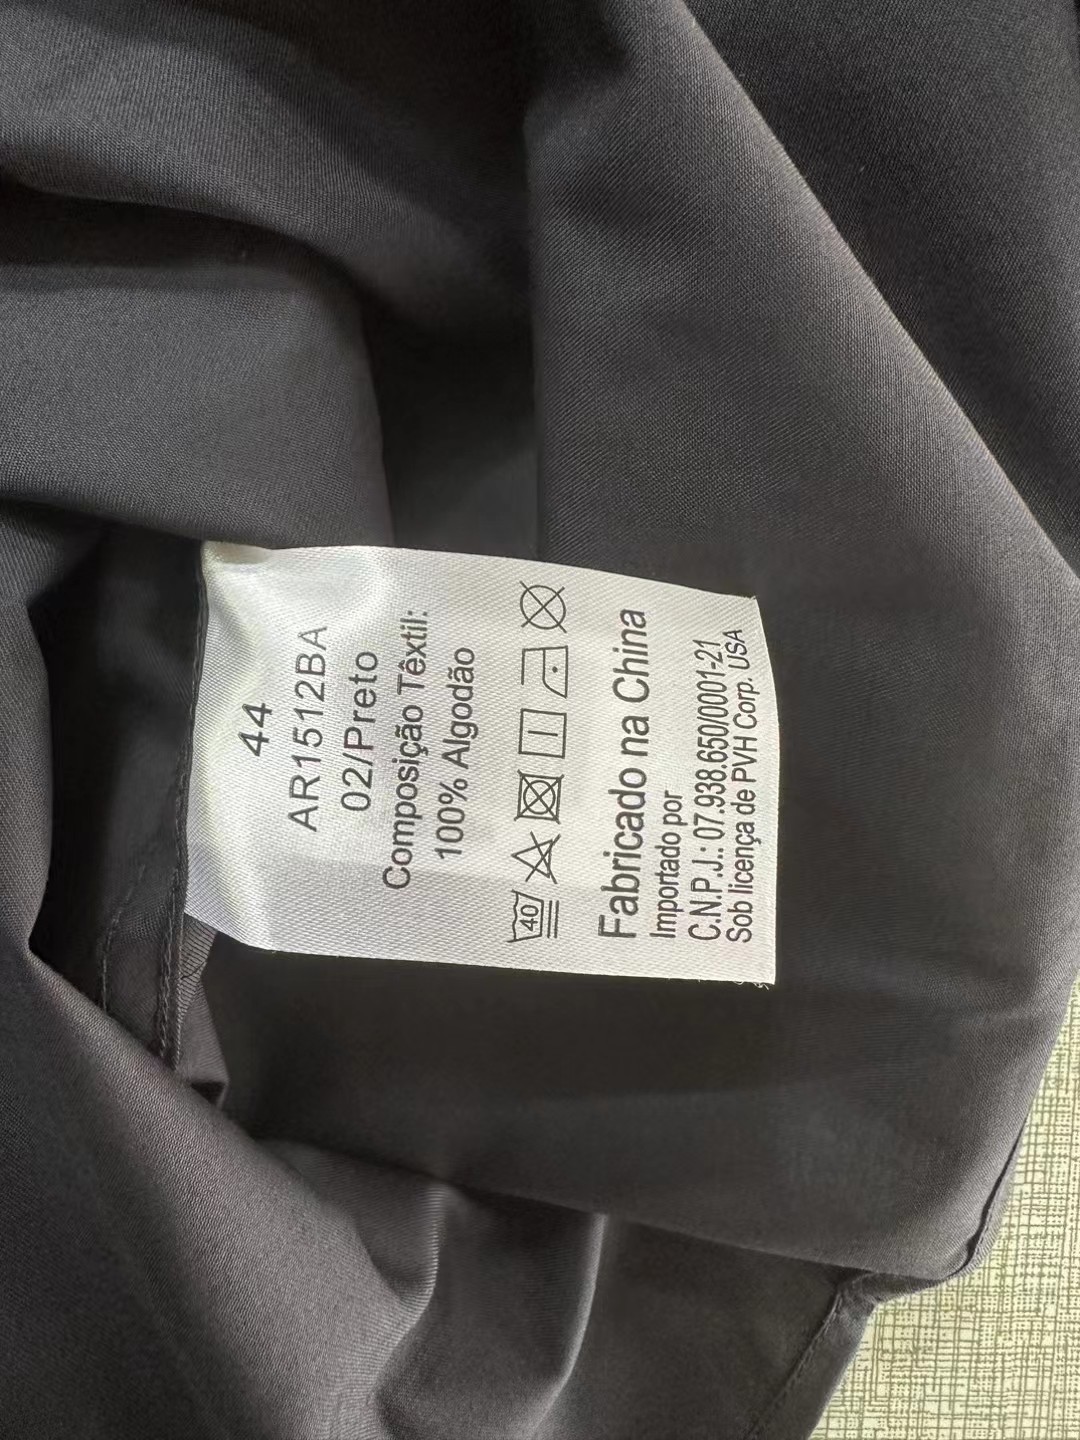 44
AR1512BA
02/Preto
Composição Têxtil:
100% Algodão
40
Fabricado na China
Importado por
C.N.P.J.: 07.938.650/0001-21
Sob licença de PVH Corp. USA